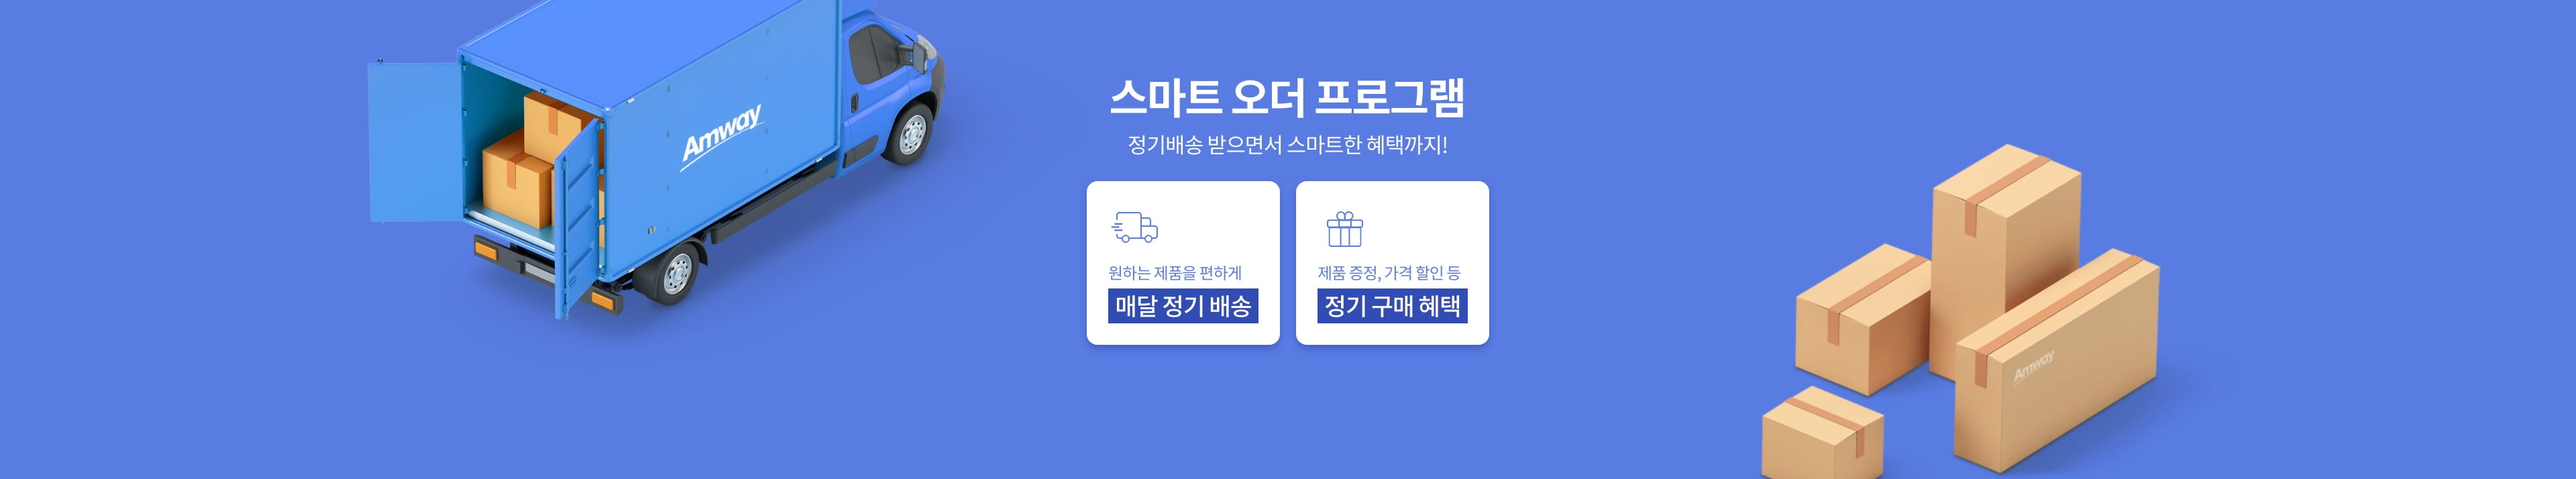 Amway
스마트 오더 프로그램
정기배송 받으면서 스마트한 혜택까지!
원하는 제품을 편하게
매달 정기 배송
제품 증정, 가격 할인 등
정기 구매 혜택
Amway